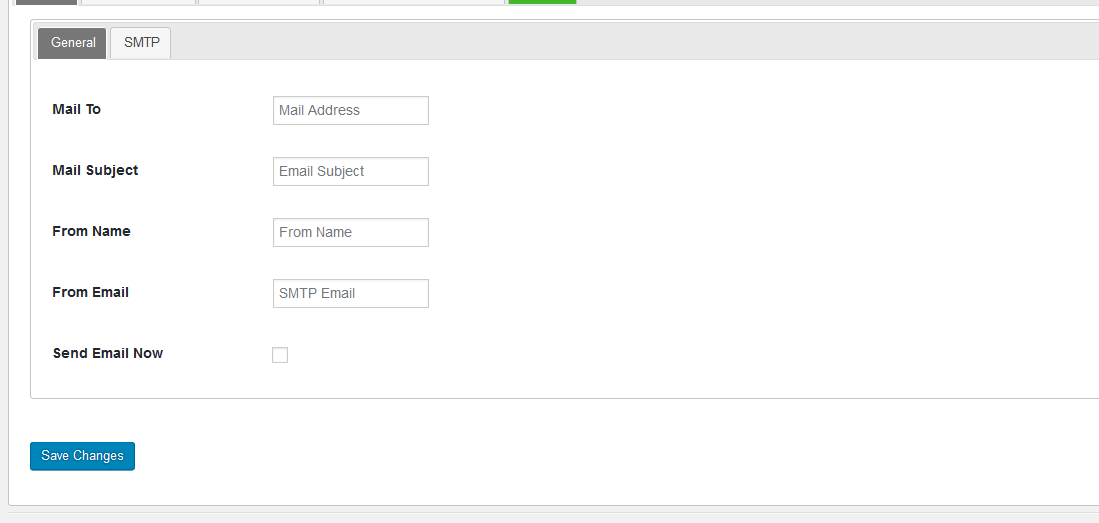 General SMTP
Mail To Mail Address
Mail Subject Email Subject
From Name From Name
From Email SMTP Email
Send Email Now
Save Changes